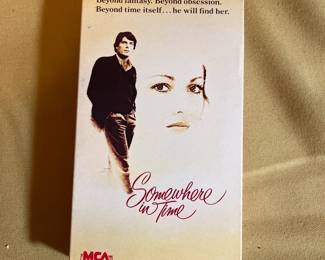 Beyond fantasy. Beyond obsession.
Beyond time itself... he will find her.
Somewhere
in Time
MCA